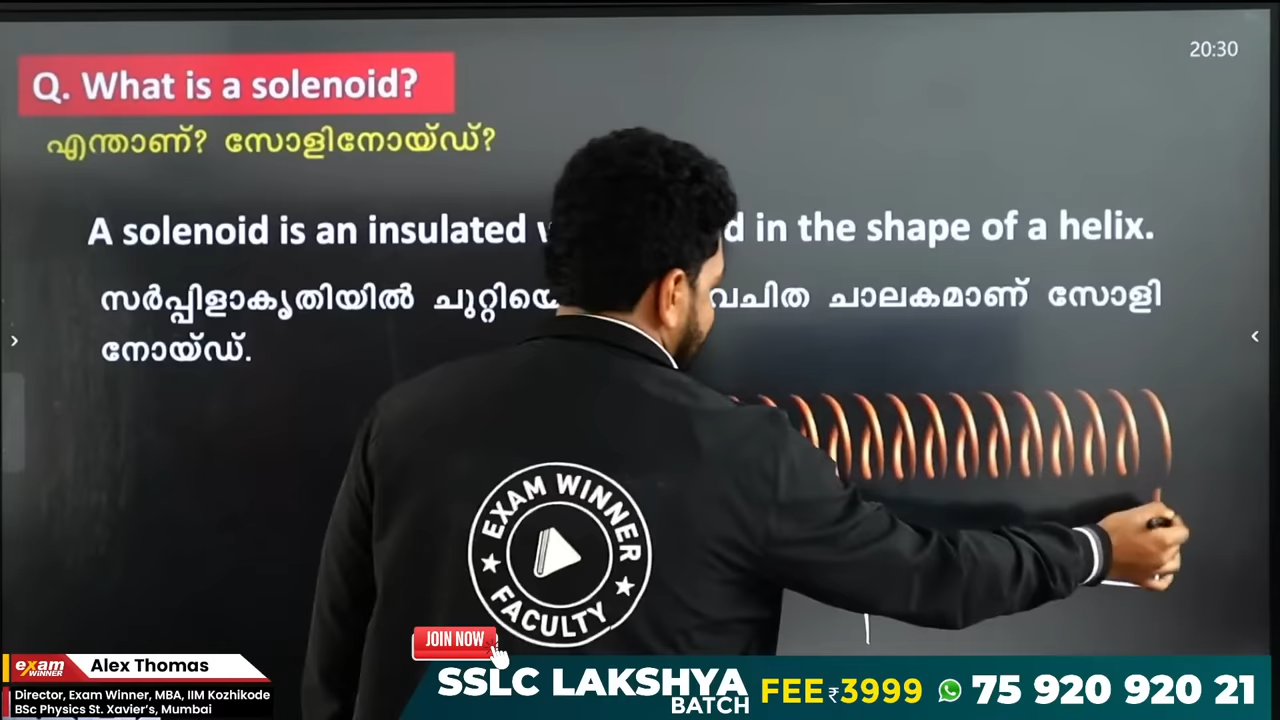 20:30
Q. What is a solenoid?
എന്താണ്? സോളിനോയ്ഡ്?
A solenoid is an insulated in the shape of a helix.
സർപ്പിളാകൃതിയിൽ ചാലകമാണ് സോളി
നോയ്ഡ്.
EXAM WINNER
FACULTY
JOIN NOW
exam WINNER
Alex Thomas
Director, Exam Winner, MBA, IIM Kozhikode
BSc Physics St. Xavier's, Mumbai
SSLC LAKSHYA
BATCH
FEE ₹3999
75 920 920 21